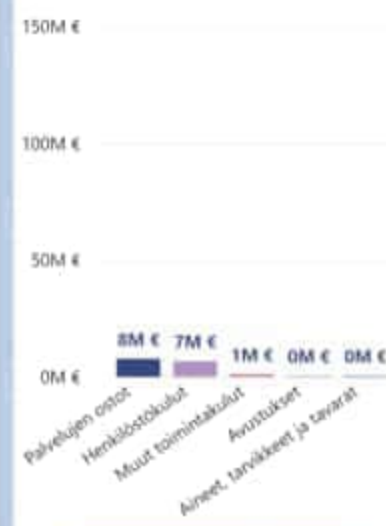 150M €
100M €
50M €
0M €
8M €
7M €
1M €
0M €
0M €
Palvelujen ostot
Henkilöstökulut
Muut toimintakulut
Avustukset
Aineet, tarvikkeet ja tavarat